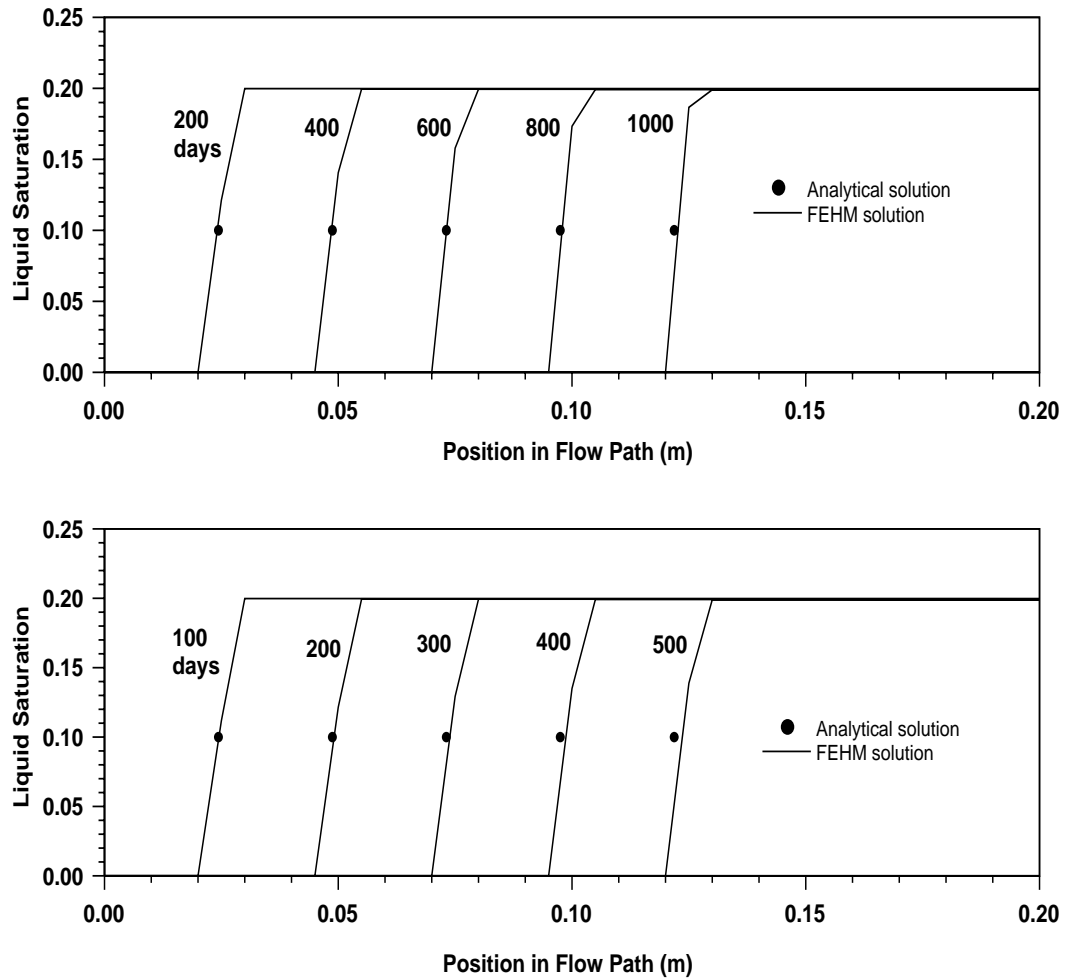 0.25
0.20
0.15
0.10
0.05
0.00
Liquid Saturation
200
days
400
600
800
1000
Analytical solution
FEHM solution
0.00 0.05 0.10 0.15 0.20
Position in Flow Path (m)
0.25
0.20
0.15
0.10
0.05
0.00
Liquid Saturation
100
days
200
300
400
500
Analytical solution
FEHM solution
0.00 0.05 0.10 0.15 0.20
Position in Flow Path (m)